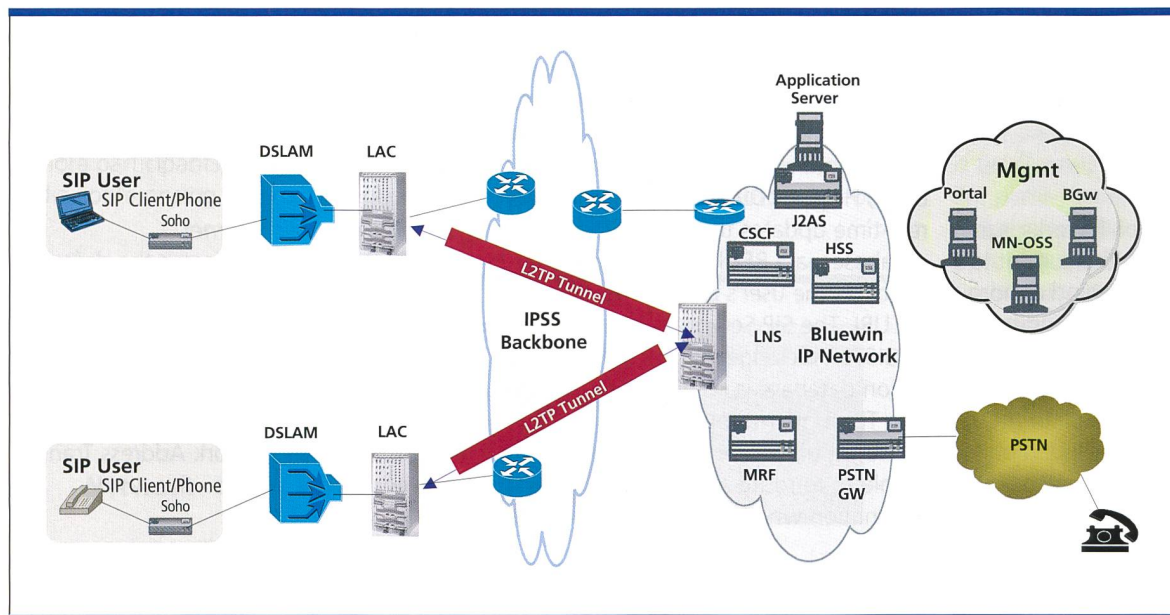 Application
Server
DSLAM
LAC
SIP User
SIP Client/Phone
Soho
J2AS
CSCF
HSS
Mgmt
Portal
BGw
MN-OSS
L2TP Tunnel
IPSS
Backbone
LNS
Bluewin
IP Network
L2TP Tunnel
DSLAM
LAC
SIP User
SIP Client/Phone
Soho
MRF
PSTN
GW
PSTN